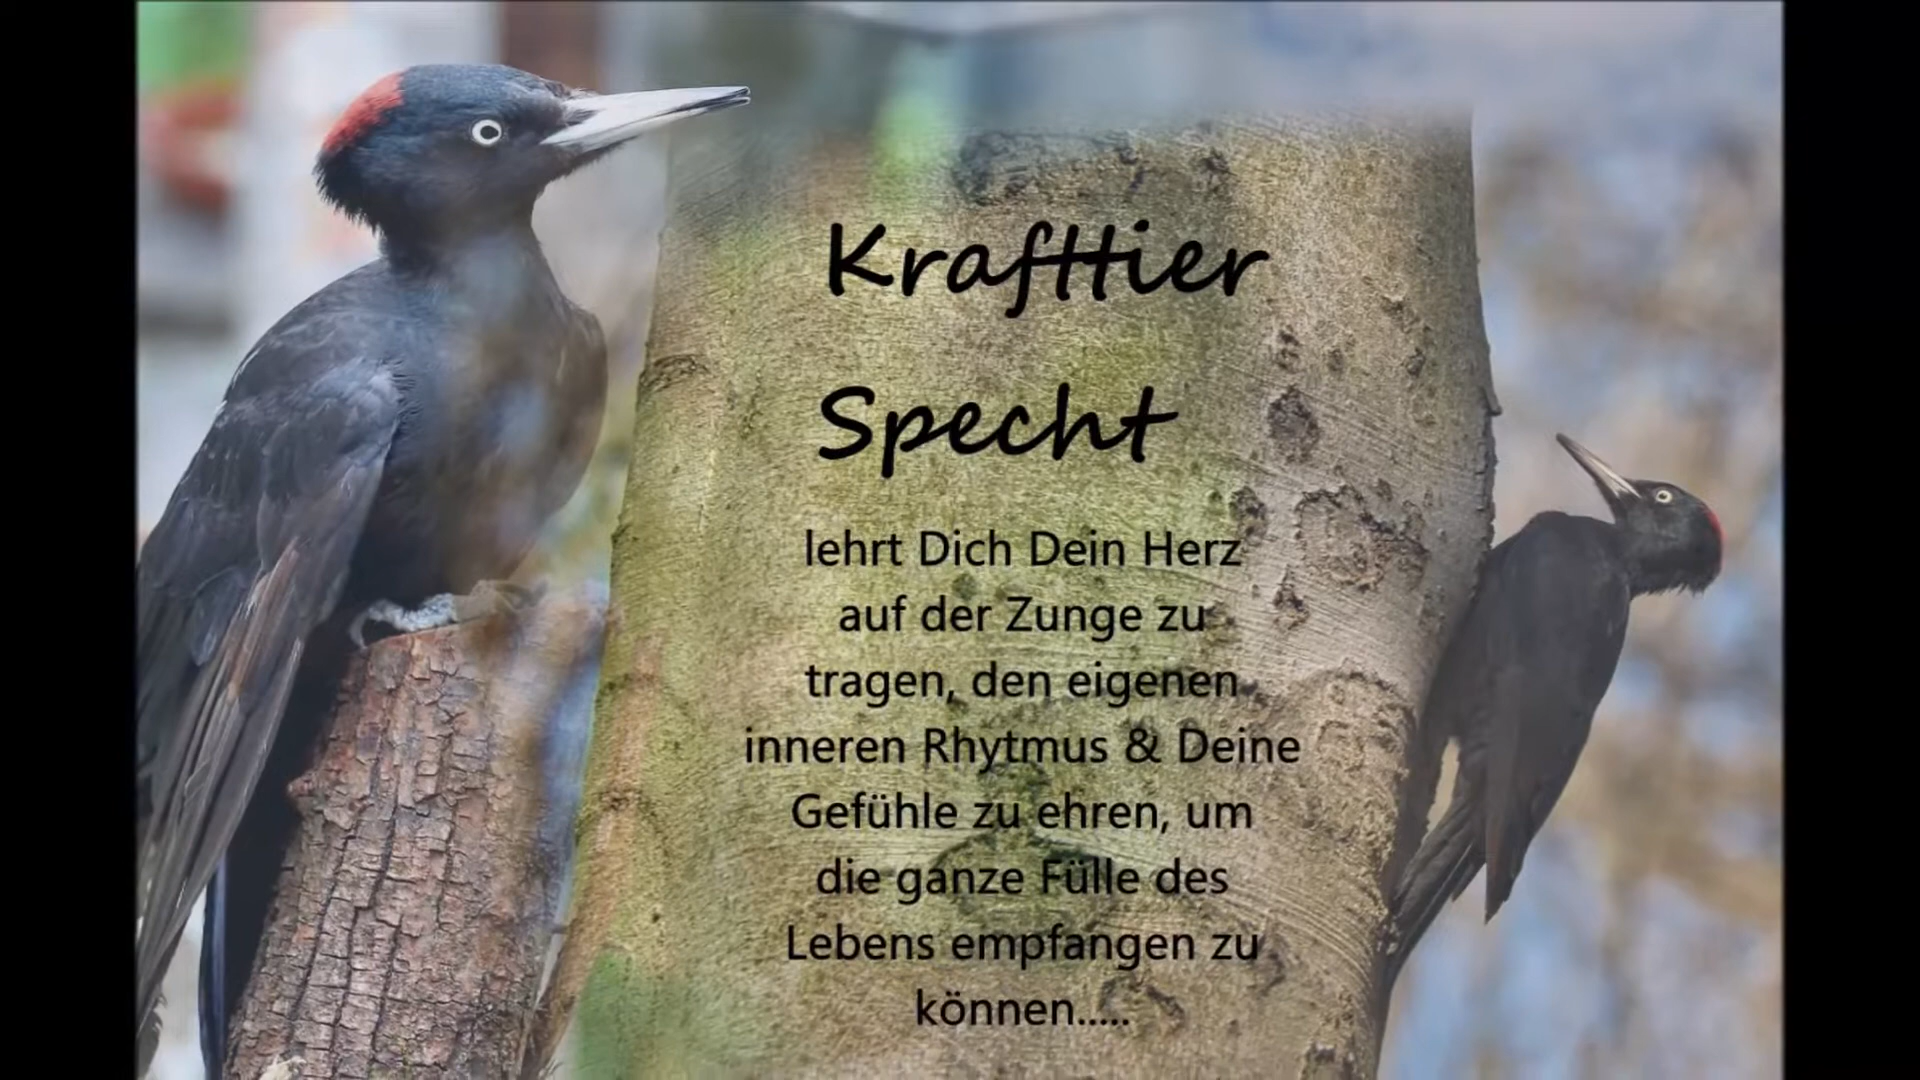 Krafttier
Specht
lehrt Dich Dein Herz
auf der Zunge zu
tragen, den eigenen
inneren Rhytmus & Deine
Gefühle zu ehren, um
die ganze Fülle des
Lebens empfangen zu
können.....